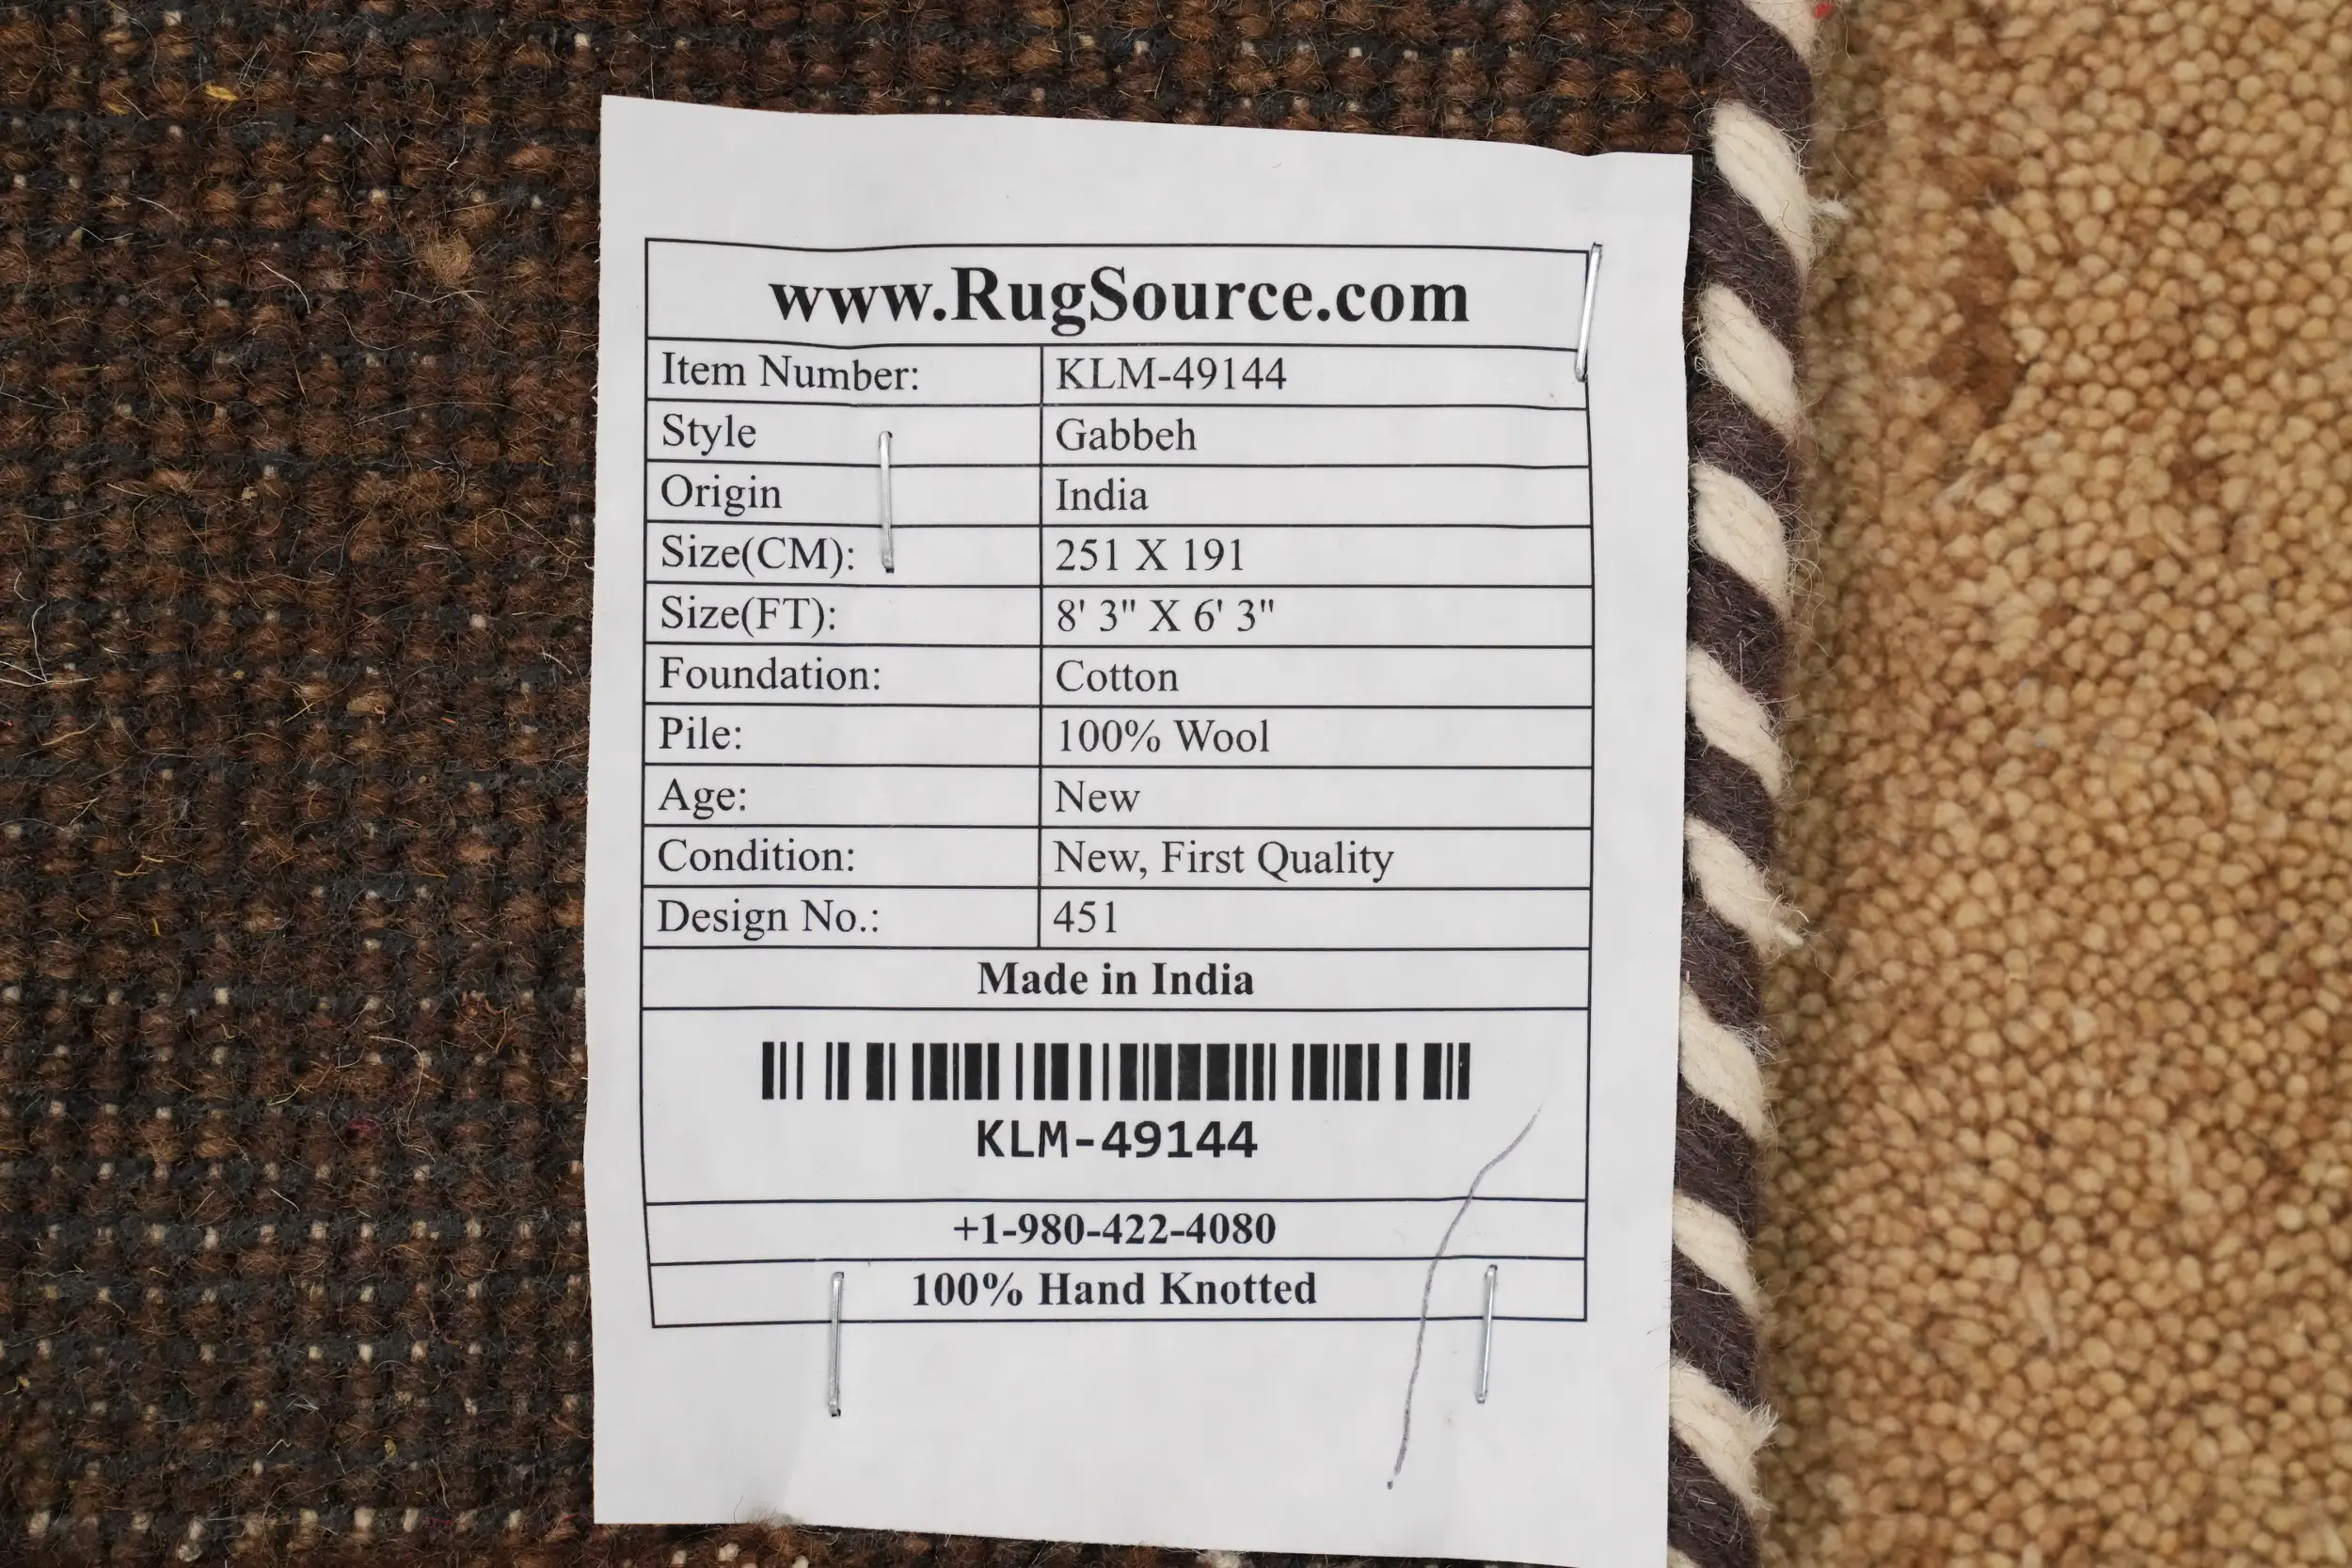 www.RugSource.com
Item Number: KLM-49144
Style Gabbeh
Origin India
Size(CM): 251 X 191
Size(FT): 8' 3" X 6' 3"
Foundation: Cotton
Pile: 100% Wool
Age: New
Condition: New, First Quality
Design No.: 451
Made in India
KLM-49144
+1-980-422-4080
100% Hand Knotted